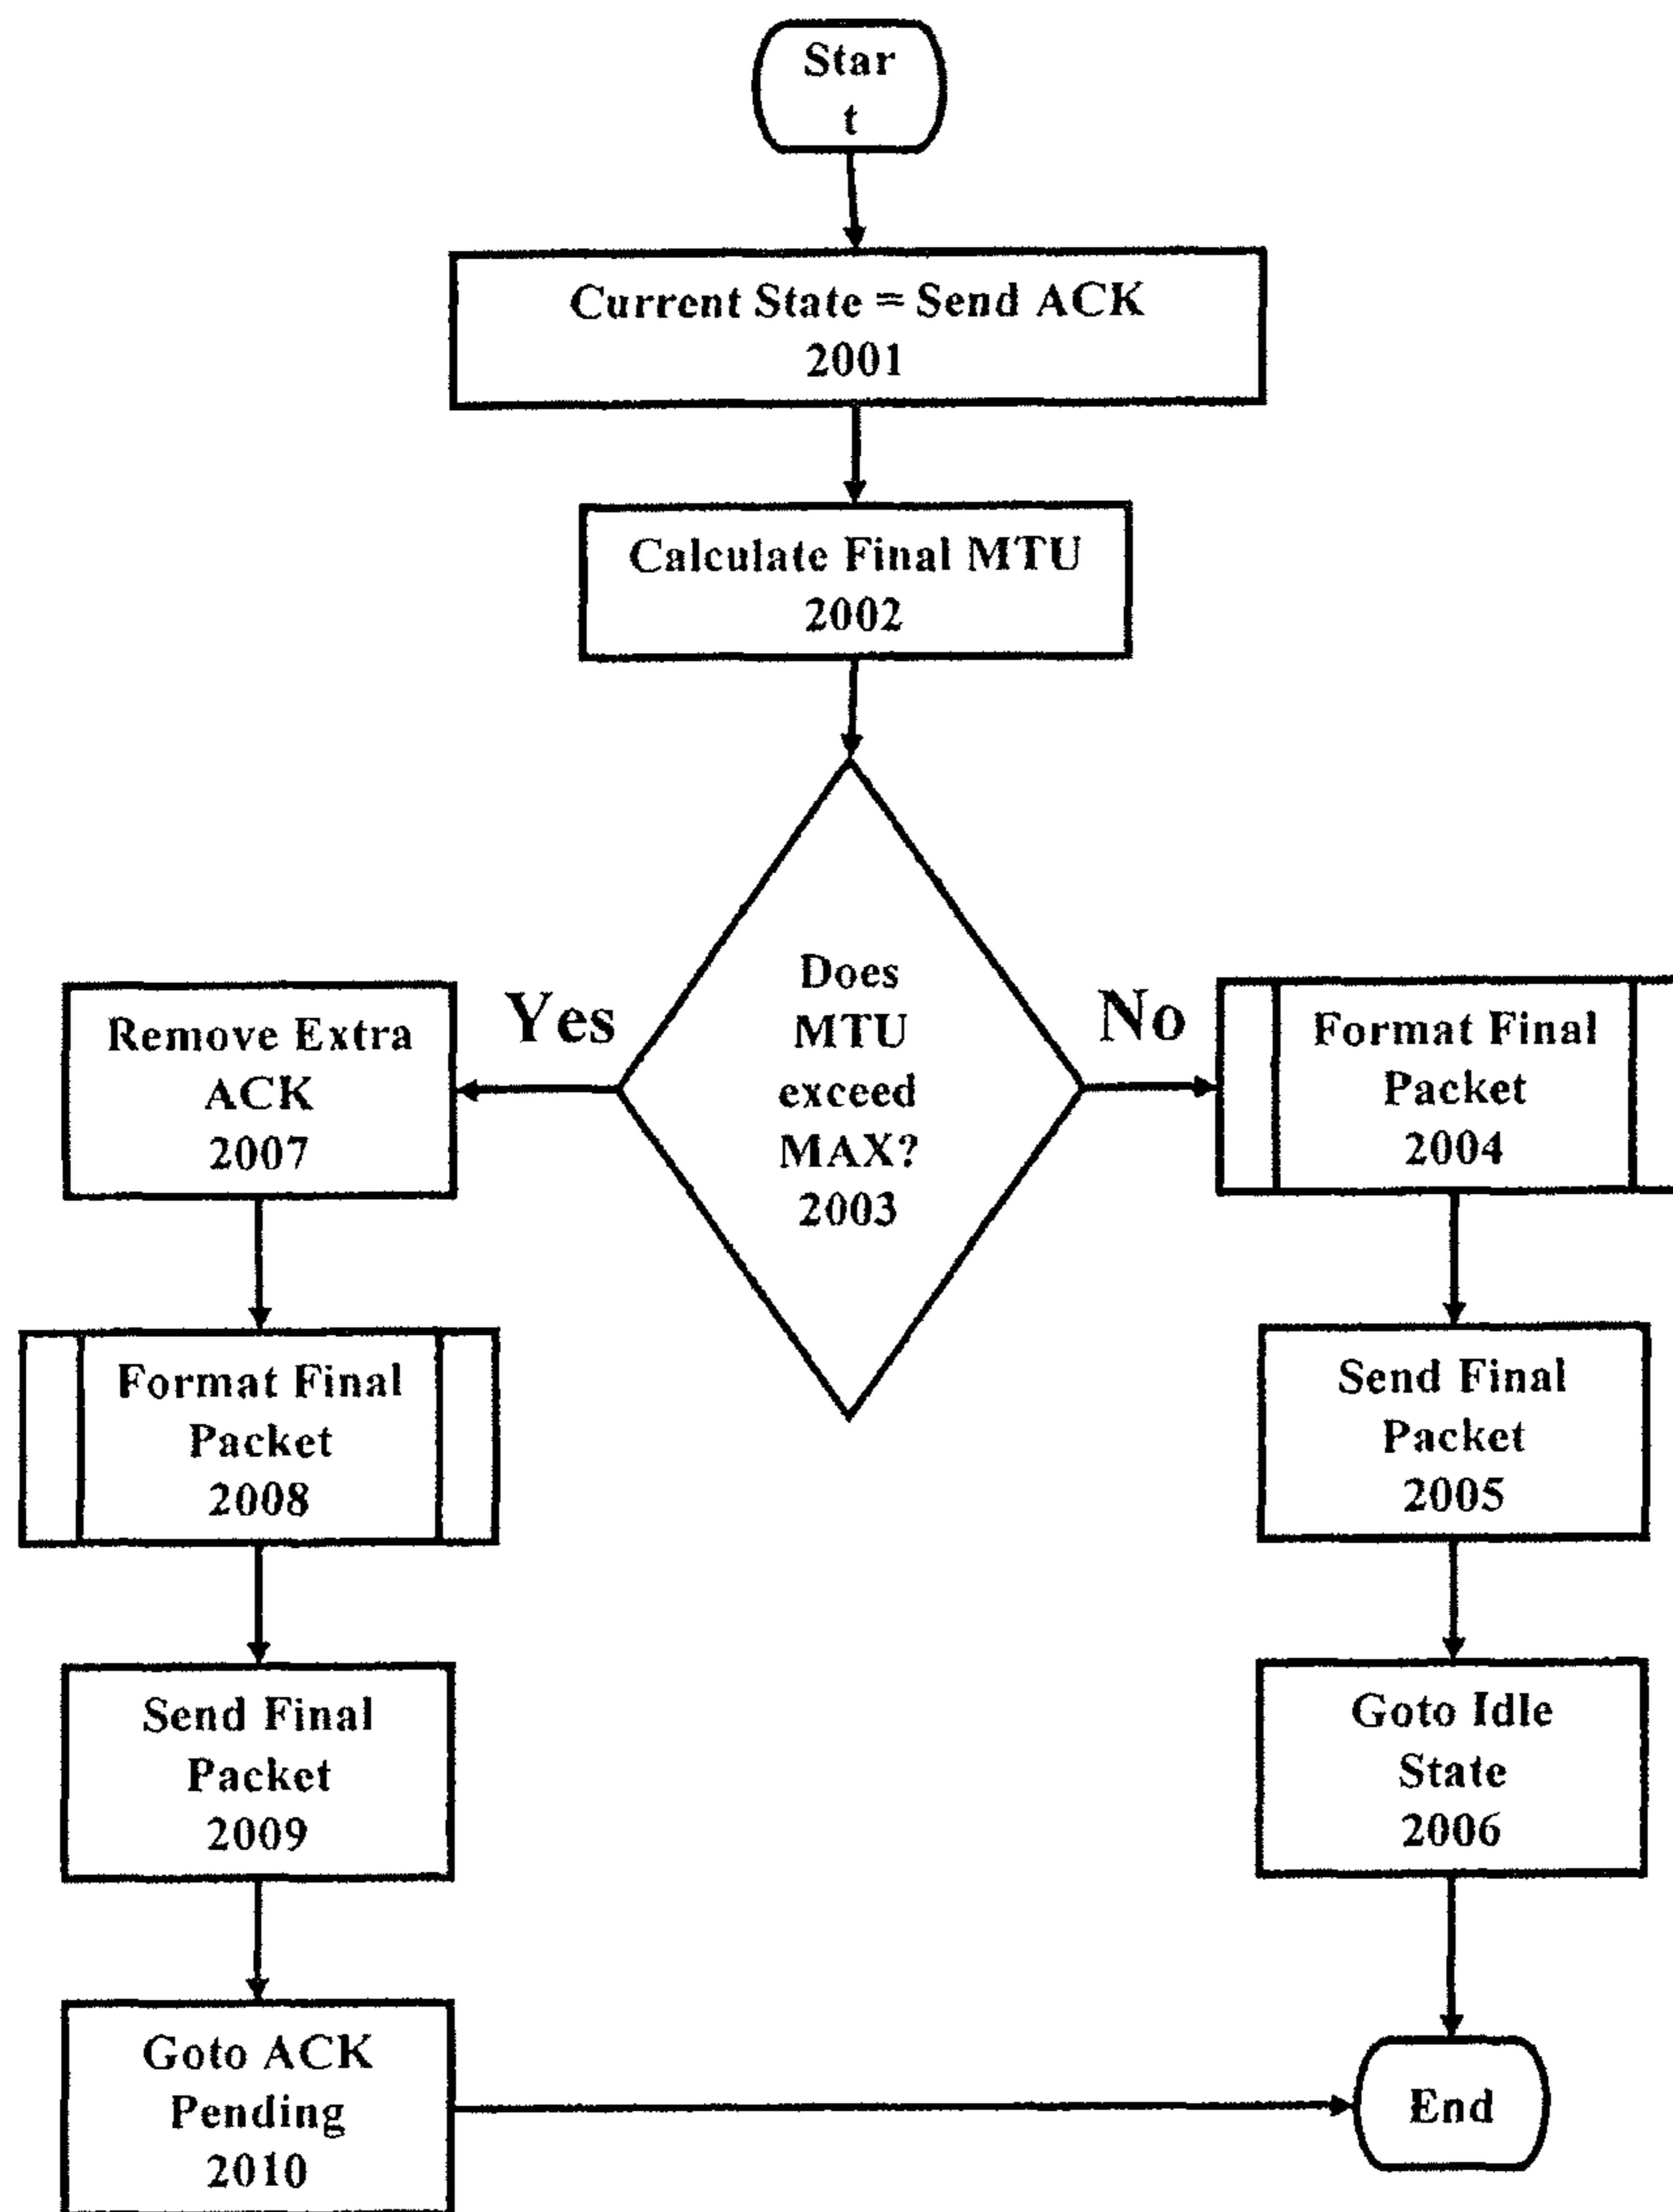 Star
t
Current State = Send ACK
2001
Calculate Final MTU
2002
Does
MTU
exceed
MAX?
2003
Yes
No
Remove Extra
ACK
2007
Format Final
Packet
2008
Send Final
Packet
2009
Goto ACK
Pending
2010
Format Final
Packet
2004
Send Final
Packet
2005
Goto Idle
State
2006
End